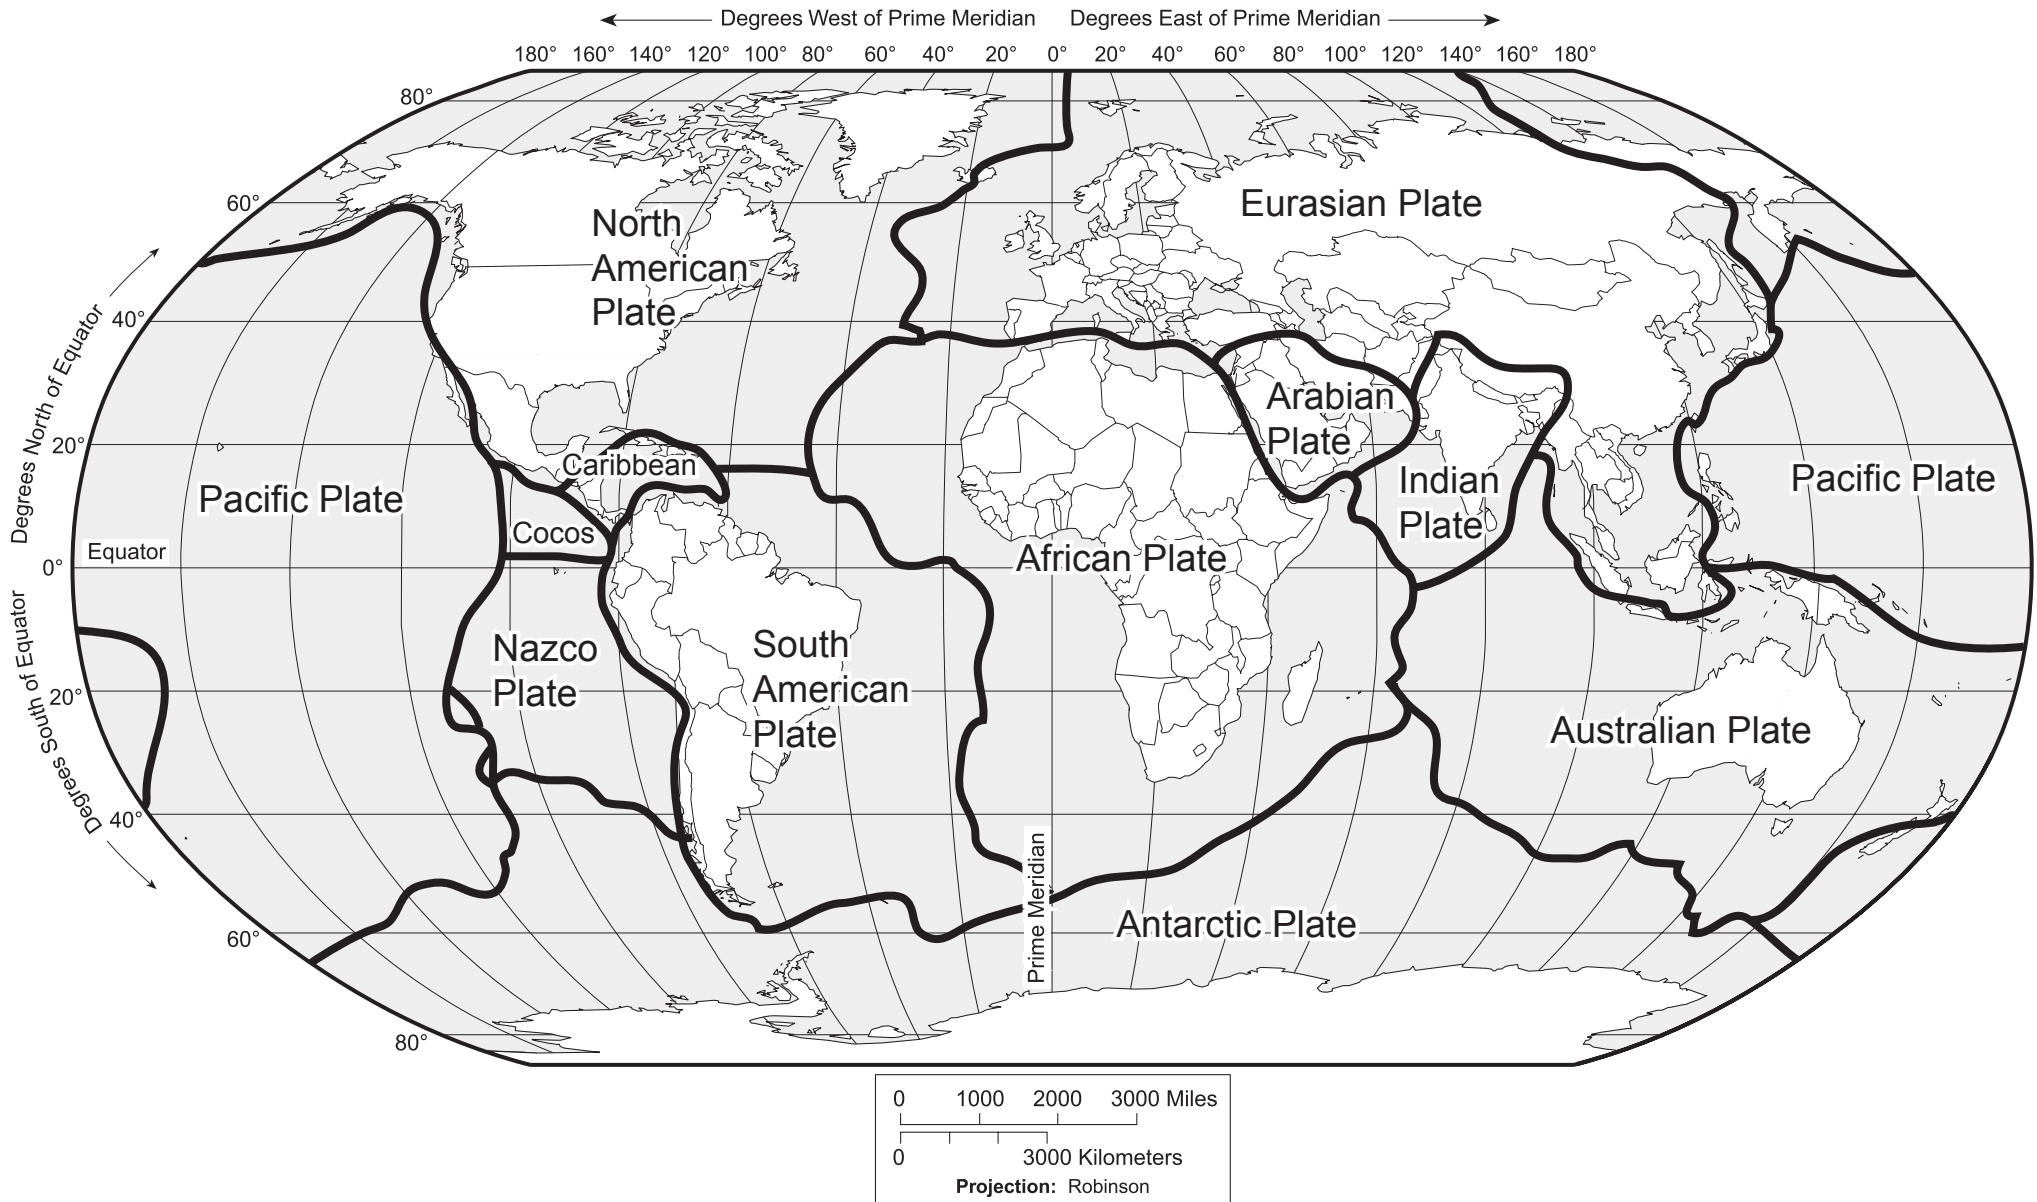 Degrees West of Prime Meridian Degrees East of Prime Meridian
180° 160° 140° 120° 100° 80° 60° 40° 20° 0° 20° 40° 60° 80° 100° 120° 140° 160° 180°
80°
60°
40°
20°
0°
20°
40°
60°
80°
Degrees North of Equator
Degrees South of Equator
Equator
Prime Meridian
North
American
Plate
Eurasian Plate
Arabian
Plate
Caribbean
Indian
Plate
Pacific Plate
Pacific Plate
Cocos
African Plate
Nazco
Plate
South
American
Plate
Australian Plate
Antarctic Plate
0 1000 2000 3000 Miles
0 3000 Kilometers
Projection: Robinson